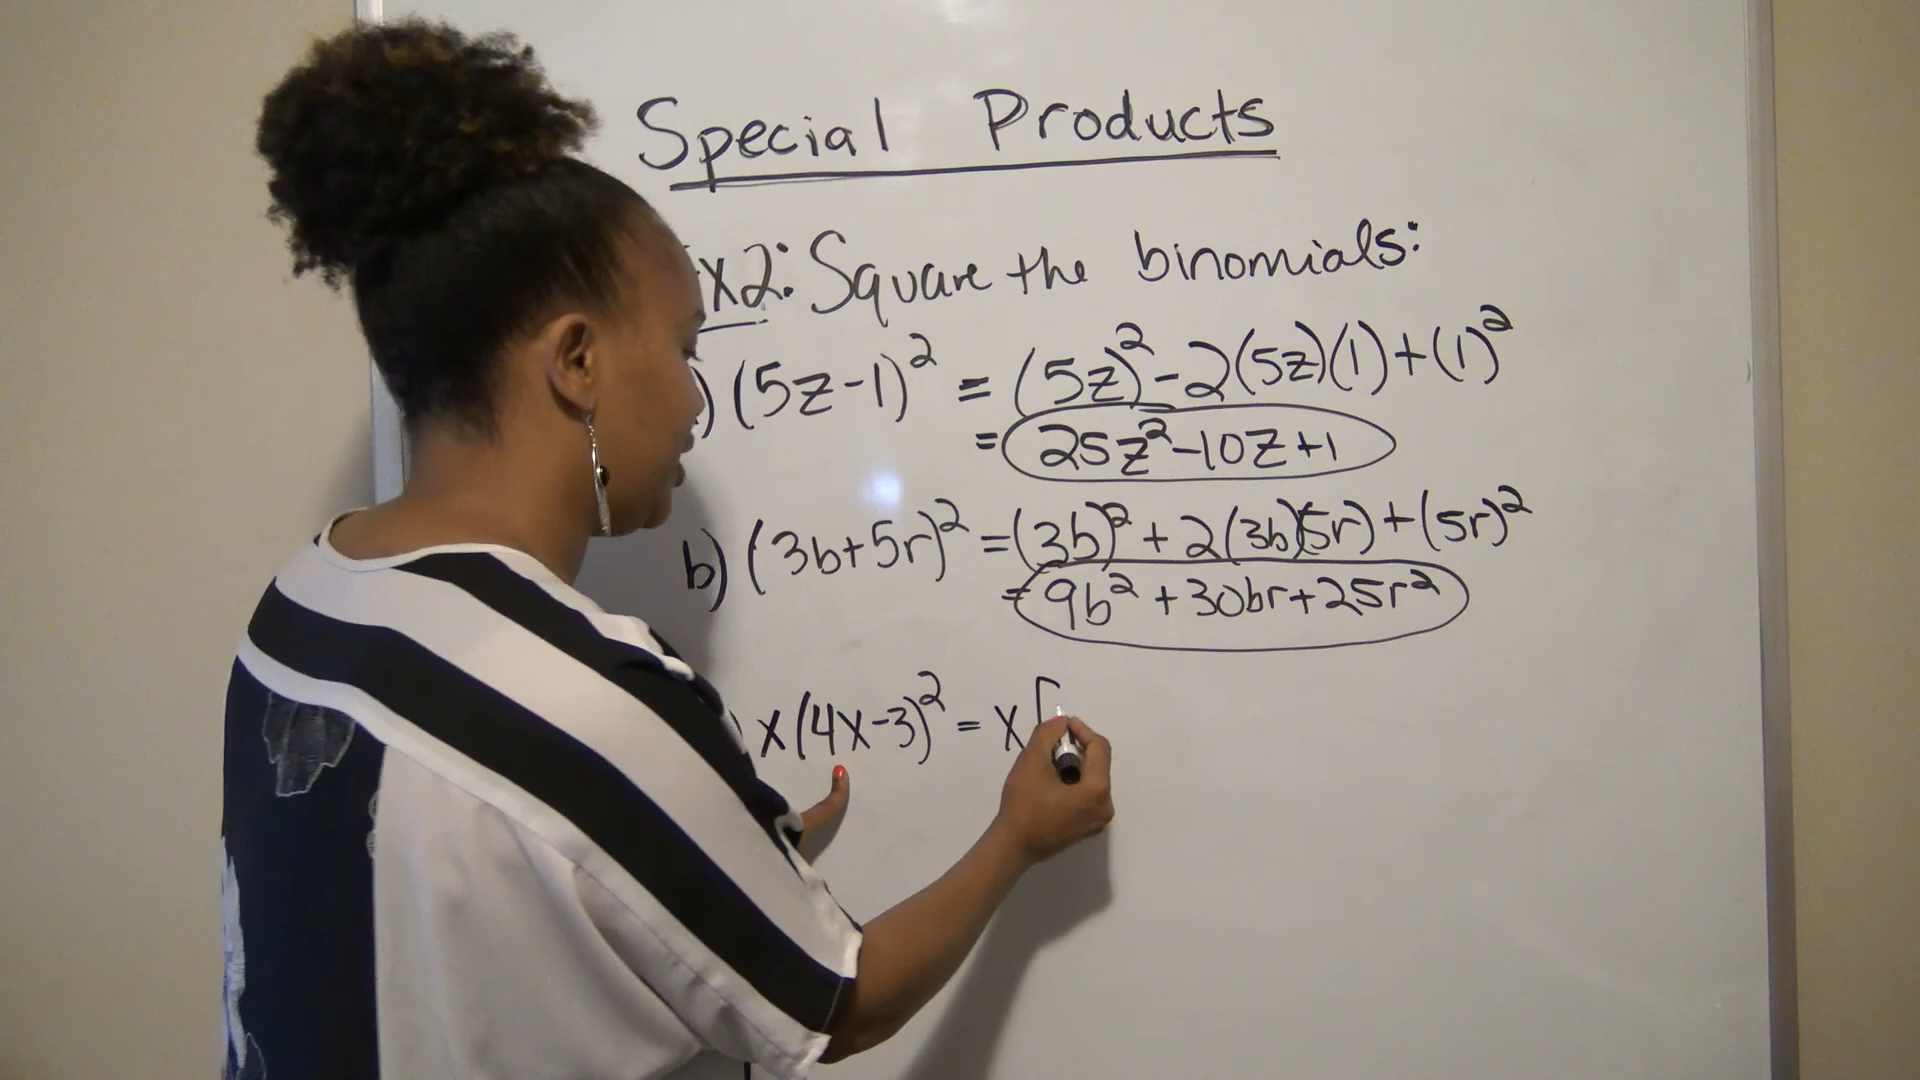 Special Products
x2: Square the binomials:
) (5z-1)² = (5z)²-2(5z)(1)+(1)²
= 25z²-10z+1
b) (3b+5r)² = (3b)² + 2(3b)(5r) + (5r)²
= 9b² + 30br + 25r²
) x(4x-3)² = x[